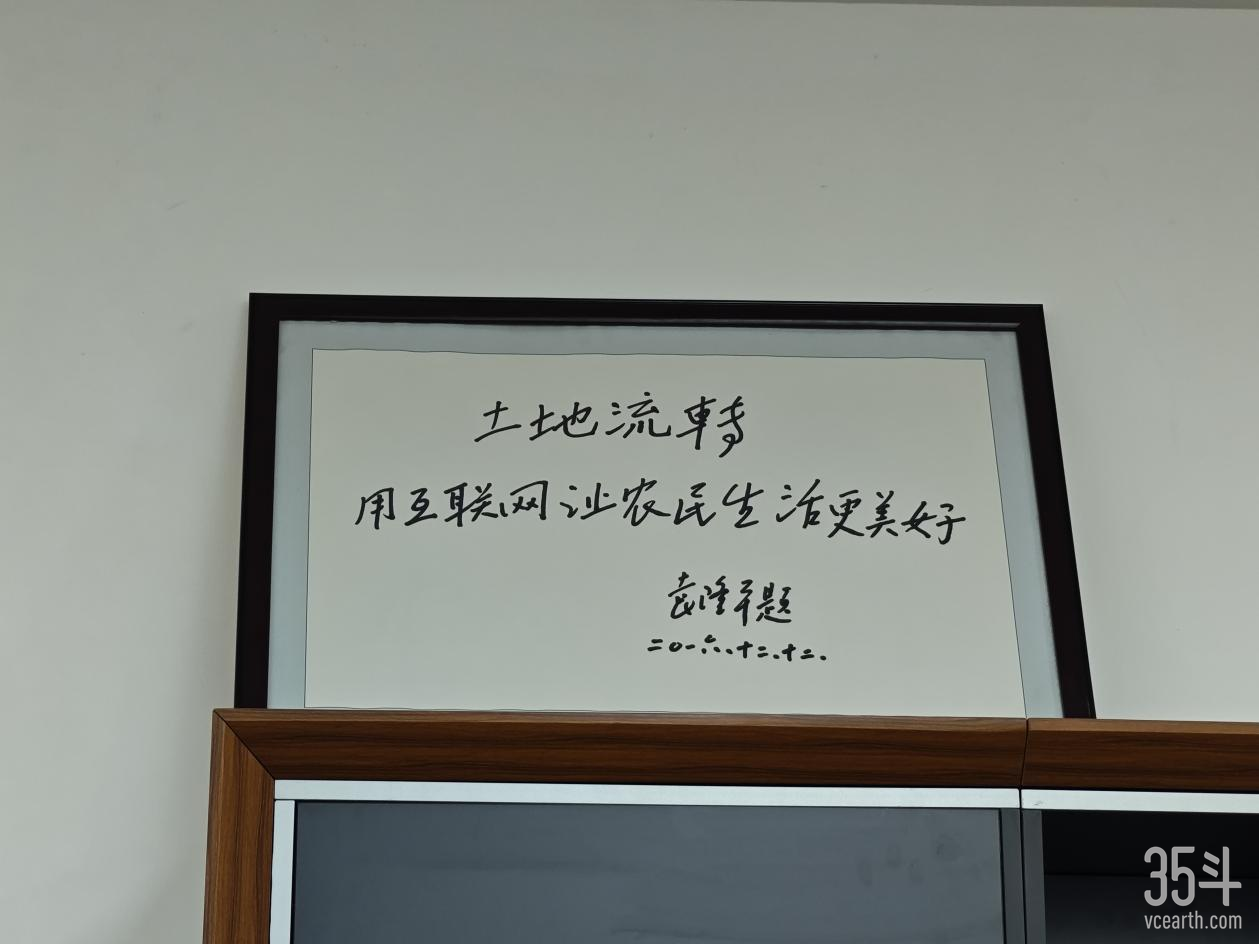 土地流轉
用互联网让农民生活更美好
袁隆平题
二〇一六.十二.十二.
35斗
vcearth.com